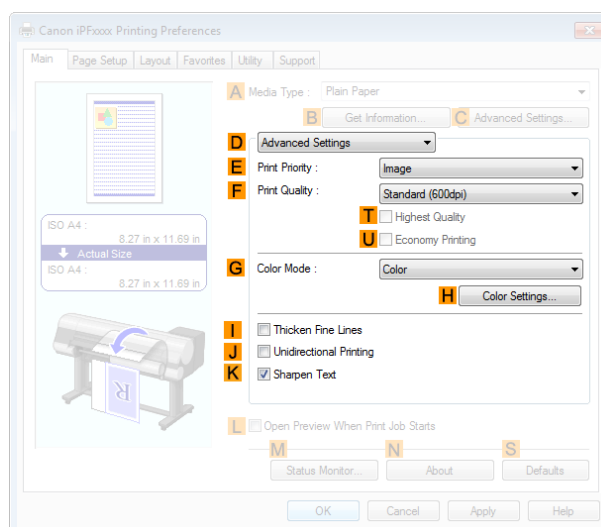 Canon iPFxxxx Printing Preferences
Main Page Setup Layout Favorites Utility Support
A Media Type : Plain Paper
B Get Information... C Advanced Settings...
D Advanced Settings
E Print Priority : Image
F Print Quality : Standard (600dpi)
T Highest Quality
U Economy Printing
ISO A4 :
8.27 in x 11.69 in
Actual Size
ISO A4 :
8.27 in x 11.69 in
G Color Mode : Color
H Color Settings...
I Thicken Fine Lines
J Unidirectional Printing
K Sharpen Text
R
L Open Preview When Print Job Starts
M N S
Status Monitor... About Defaults
OK Cancel Apply Help